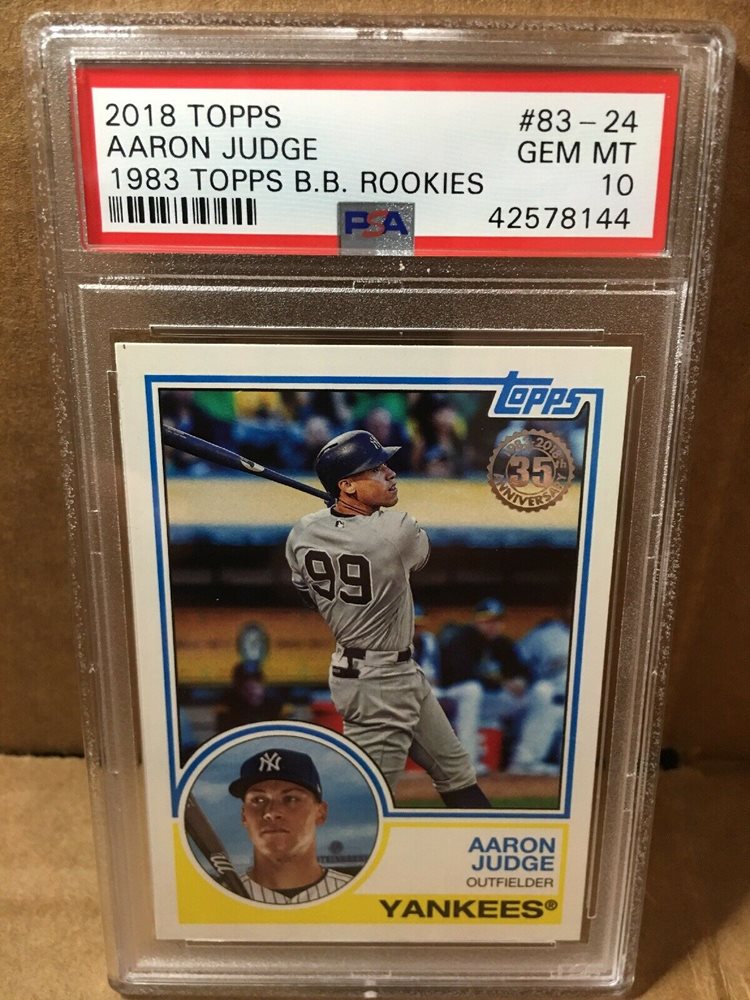 2018 TOPPS #83-24
AARON JUDGE GEM MT
1983 TOPPS B.B. ROOKIES 10
PSA 42578144
topps
35
ANNIVERSARY
99
NY
AARON
JUDGE
OUTFIELDER
YANKEES®